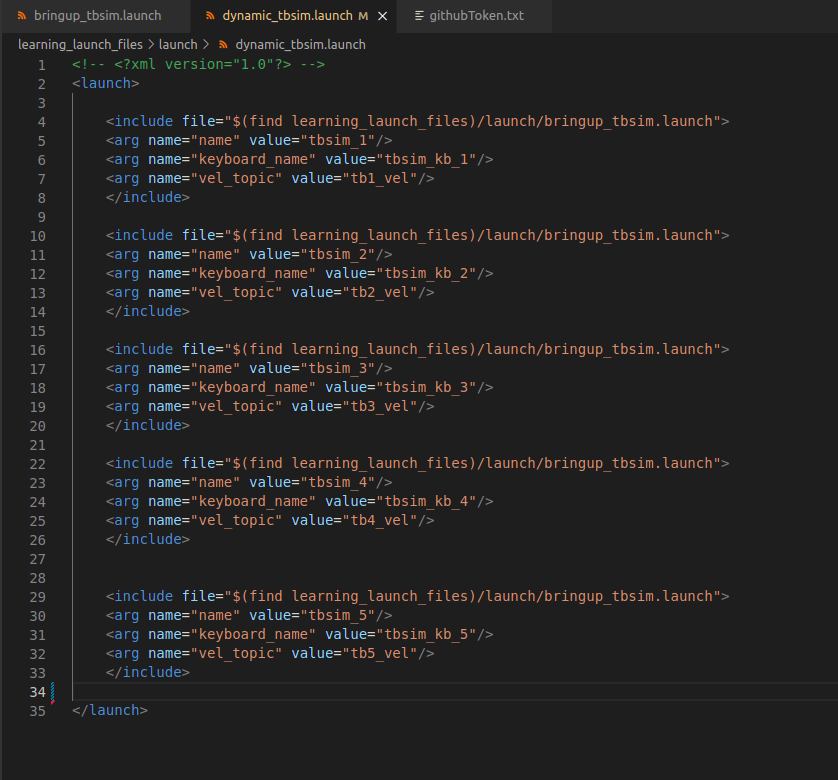 bringup_tbsim.launch dynamic_tbsim.launch M githubToken.txt
learning_launch_files > launch > dynamic_tbsim.launch
1 <!-- <?xml version="1.0"?> -->
2 <launch>
3
4 <include file="$(find learning_launch_files)/launch/bringup_tbsim.launch">
5 <arg name="name" value="tbsim_1"/>
6 <arg name="keyboard_name" value="tbsim_kb_1"/>
7 <arg name="vel_topic" value="tb1_vel"/>
8 </include>
9
10 <include file="$(find learning_launch_files)/launch/bringup_tbsim.launch">
11 <arg name="name" value="tbsim_2"/>
12 <arg name="keyboard_name" value="tbsim_kb_2"/>
13 <arg name="vel_topic" value="tb2_vel"/>
14 </include>
15
16 <include file="$(find learning_launch_files)/launch/bringup_tbsim.launch">
17 <arg name="name" value="tbsim_3"/>
18 <arg name="keyboard_name" value="tbsim_kb_3"/>
19 <arg name="vel_topic" value="tb3_vel"/>
20 </include>
21
22 <include file="$(find learning_launch_files)/launch/bringup_tbsim.launch">
23 <arg name="name" value="tbsim_4"/>
24 <arg name="keyboard_name" value="tbsim_kb_4"/>
25 <arg name="vel_topic" value="tb4_vel"/>
26 </include>
27
28
29 <include file="$(find learning_launch_files)/launch/bringup_tbsim.launch">
30 <arg name="name" value="tbsim_5"/>
31 <arg name="keyboard_name" value="tbsim_kb_5"/>
32 <arg name="vel_topic" value="tb5_vel"/>
33 </include>
34
35 </launch>